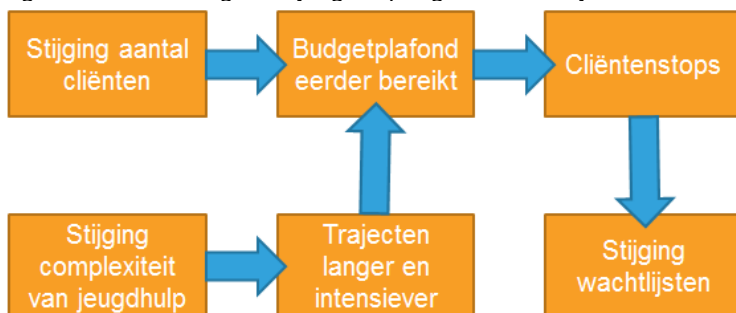 Stijging aantal
cliënten
Budgetplafond
eerder bereikt
Cliëntenstops
Stijging
complexiteit
van jeugdhulp
Trajecten
langer en
intensiever
Stijging
wachtlijsten